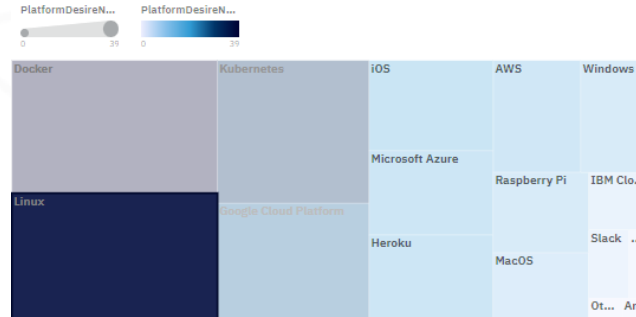 PlatformDesireN... PlatformDesireN...
0 39 0 39
Docker Kubernetes iOS AWS Windows
Microsoft Azure
Raspberry Pi IBM Clo...
Linux Google Cloud Platform
Slack ...
Heroku
MacOS
Ot... Ar